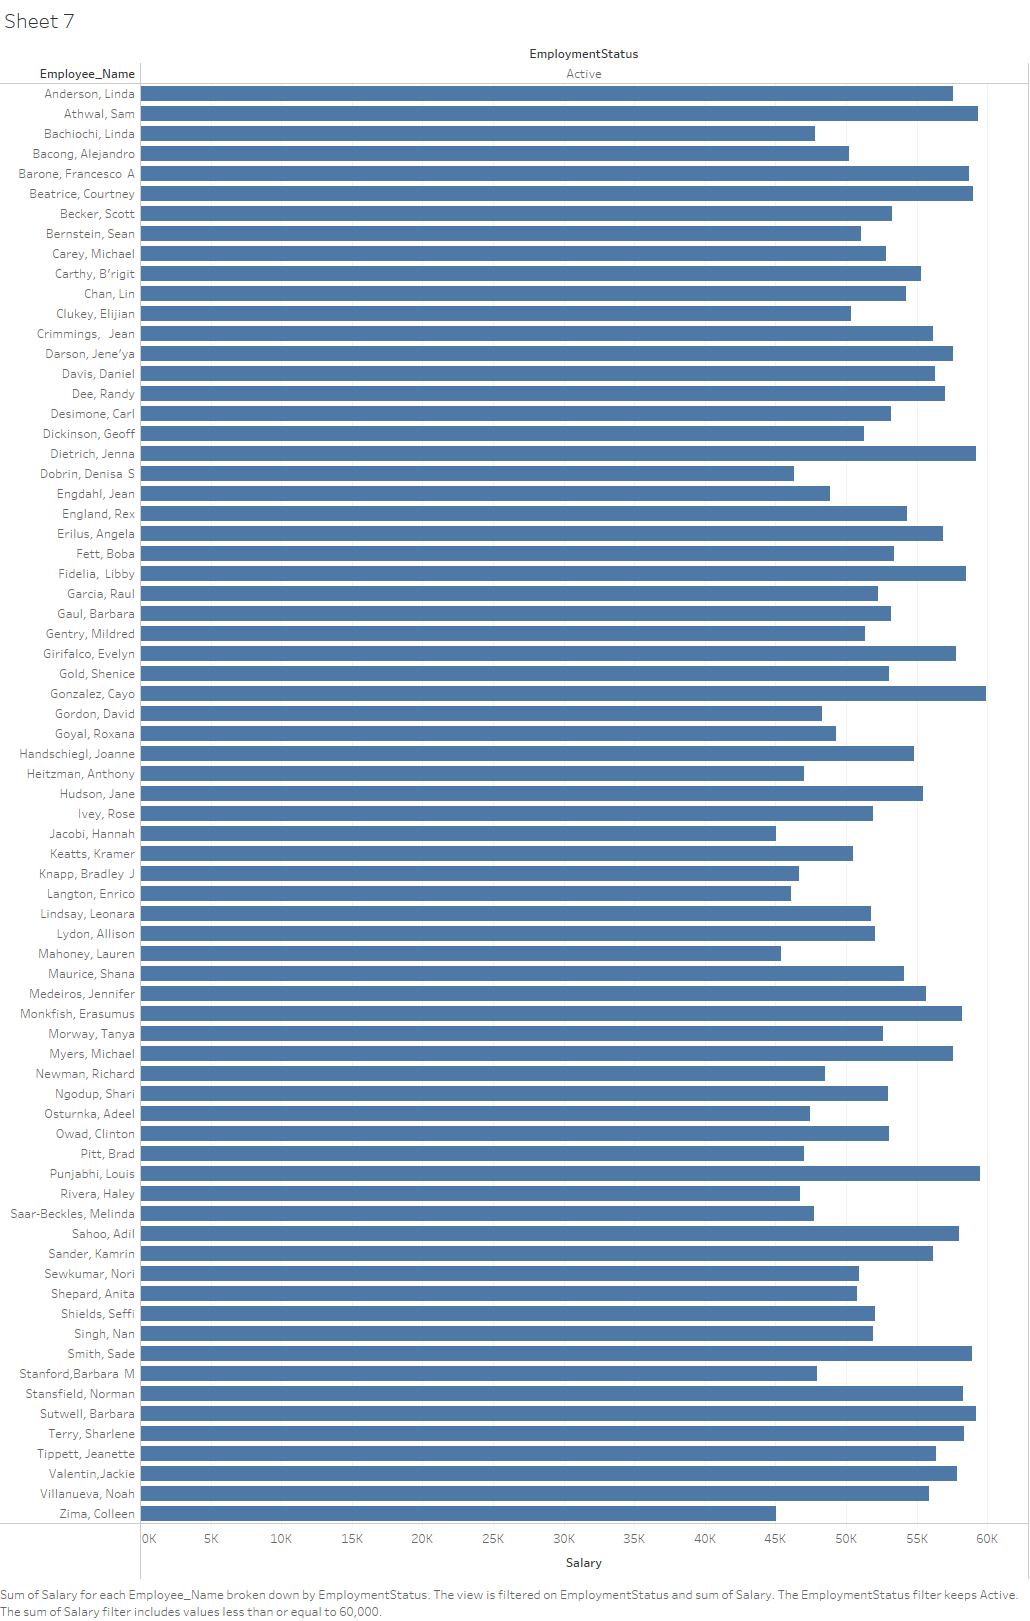 Sheet 7
EmploymentStatus
Employee_Name Active
Anderson, Linda
Athwal, Sam
Bachiochi, Linda
Bacong, Alejandro
Barone, Francesco A
Beatrice, Courtney
Becker, Scott
Bernstein, Sean
Carey, Michael
Carthy, B'rigit
Chan, Lin
Clukey, Elijian
Crimmings, Jean
Darson, Jene'ya
Davis, Daniel
Dee, Randy
Desimone, Carl
Dickinson, Geoff
Dietrich, Jenna
Dobrin, Denisa S
Engdahl, Jean
England, Rex
Erilus, Angela
Fett, Boba
Fidelia, Libby
Garcia, Raul
Gaul, Barbara
Gentry, Mildred
Girifalco, Evelyn
Gold, Shenice
Gonzalez, Cayo
Gordon, David
Goyal, Roxana
Handschiegl, Joanne
Heitzman, Anthony
Hudson, Jane
Ivey, Rose
Jacobi, Hannah
Keatts, Kramer
Knapp, Bradley J
Langton, Enrico
Lindsay, Leonara
Lydon, Allison
Mahoney, Lauren
Maurice, Shana
Medeiros, Jennifer
Monkfish, Erasumus
Morway, Tanya
Myers, Michael
Newman, Richard
Ngodup, Shari
Osturnka, Adeel
Owad, Clinton
Pitt, Brad
Punjabhi, Louis
Rivera, Haley
Saar-Beckles, Melinda
Sahoo, Adil
Sander, Kamrin
Sewkumar, Nori
Shepard, Anita
Shields, Seffi
Singh, Nan
Smith, Sade
Stanford,Barbara M
Stansfield, Norman
Sutwell, Barbara
Terry, Sharlene
Tippett, Jeanette
Valentin,Jackie
Villanueva, Noah
Zima, Colleen
0K 5K 10K 15K 20K 25K 30K 35K 40K 45K 50K 55K 60K
Salary
Sum of Salary for each Employee_Name broken down by EmploymentStatus. The view is filtered on EmploymentStatus and sum of Salary. The EmploymentStatus filter keeps Active.
The sum of Salary filter includes values less than or equal to 60,000.